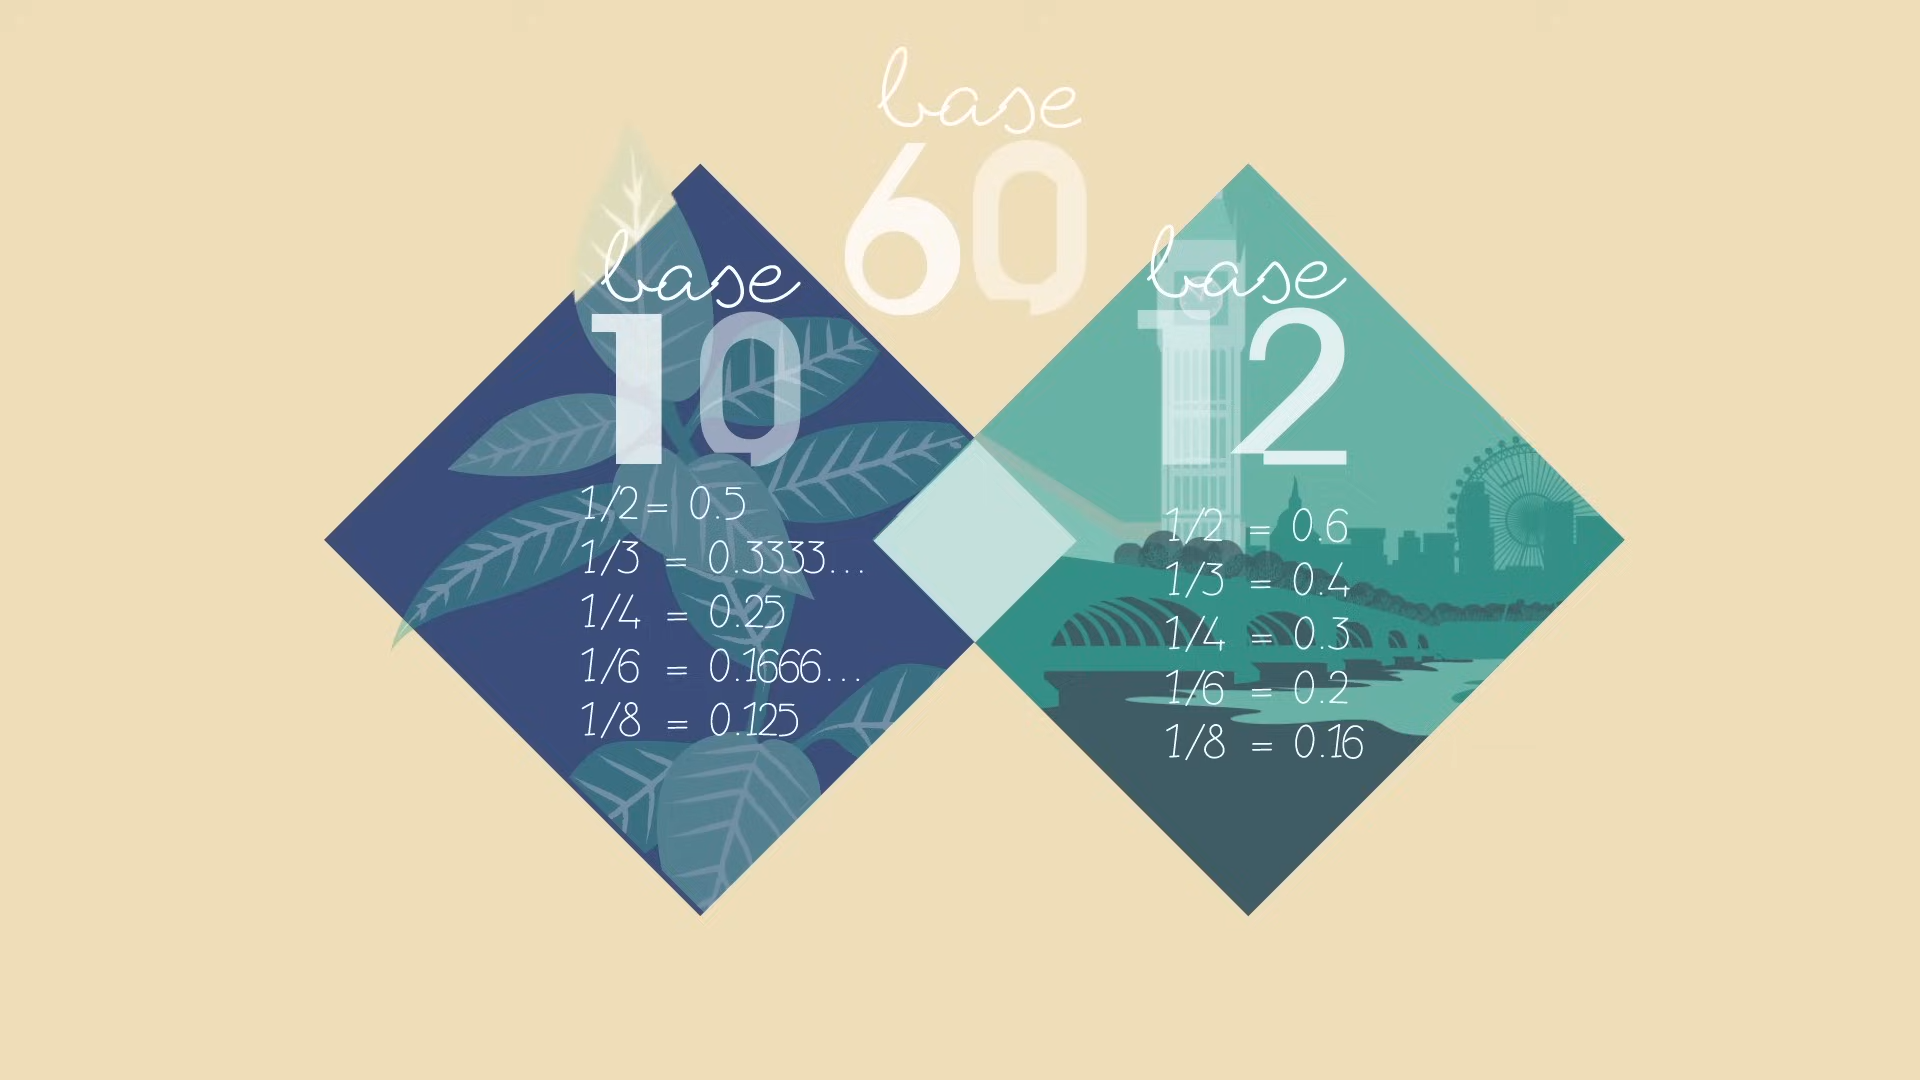 base
60
base
10
1/2= 0.5
1/3 = 0.3333...
1/4 = 0.25
1/6 = 0.1666...
1/8 = 0.125
base
12
1/2 = 0.6
1/3 = 0.4
1/4 = 0.3
1/6 = 0.2
1/8 = 0.16